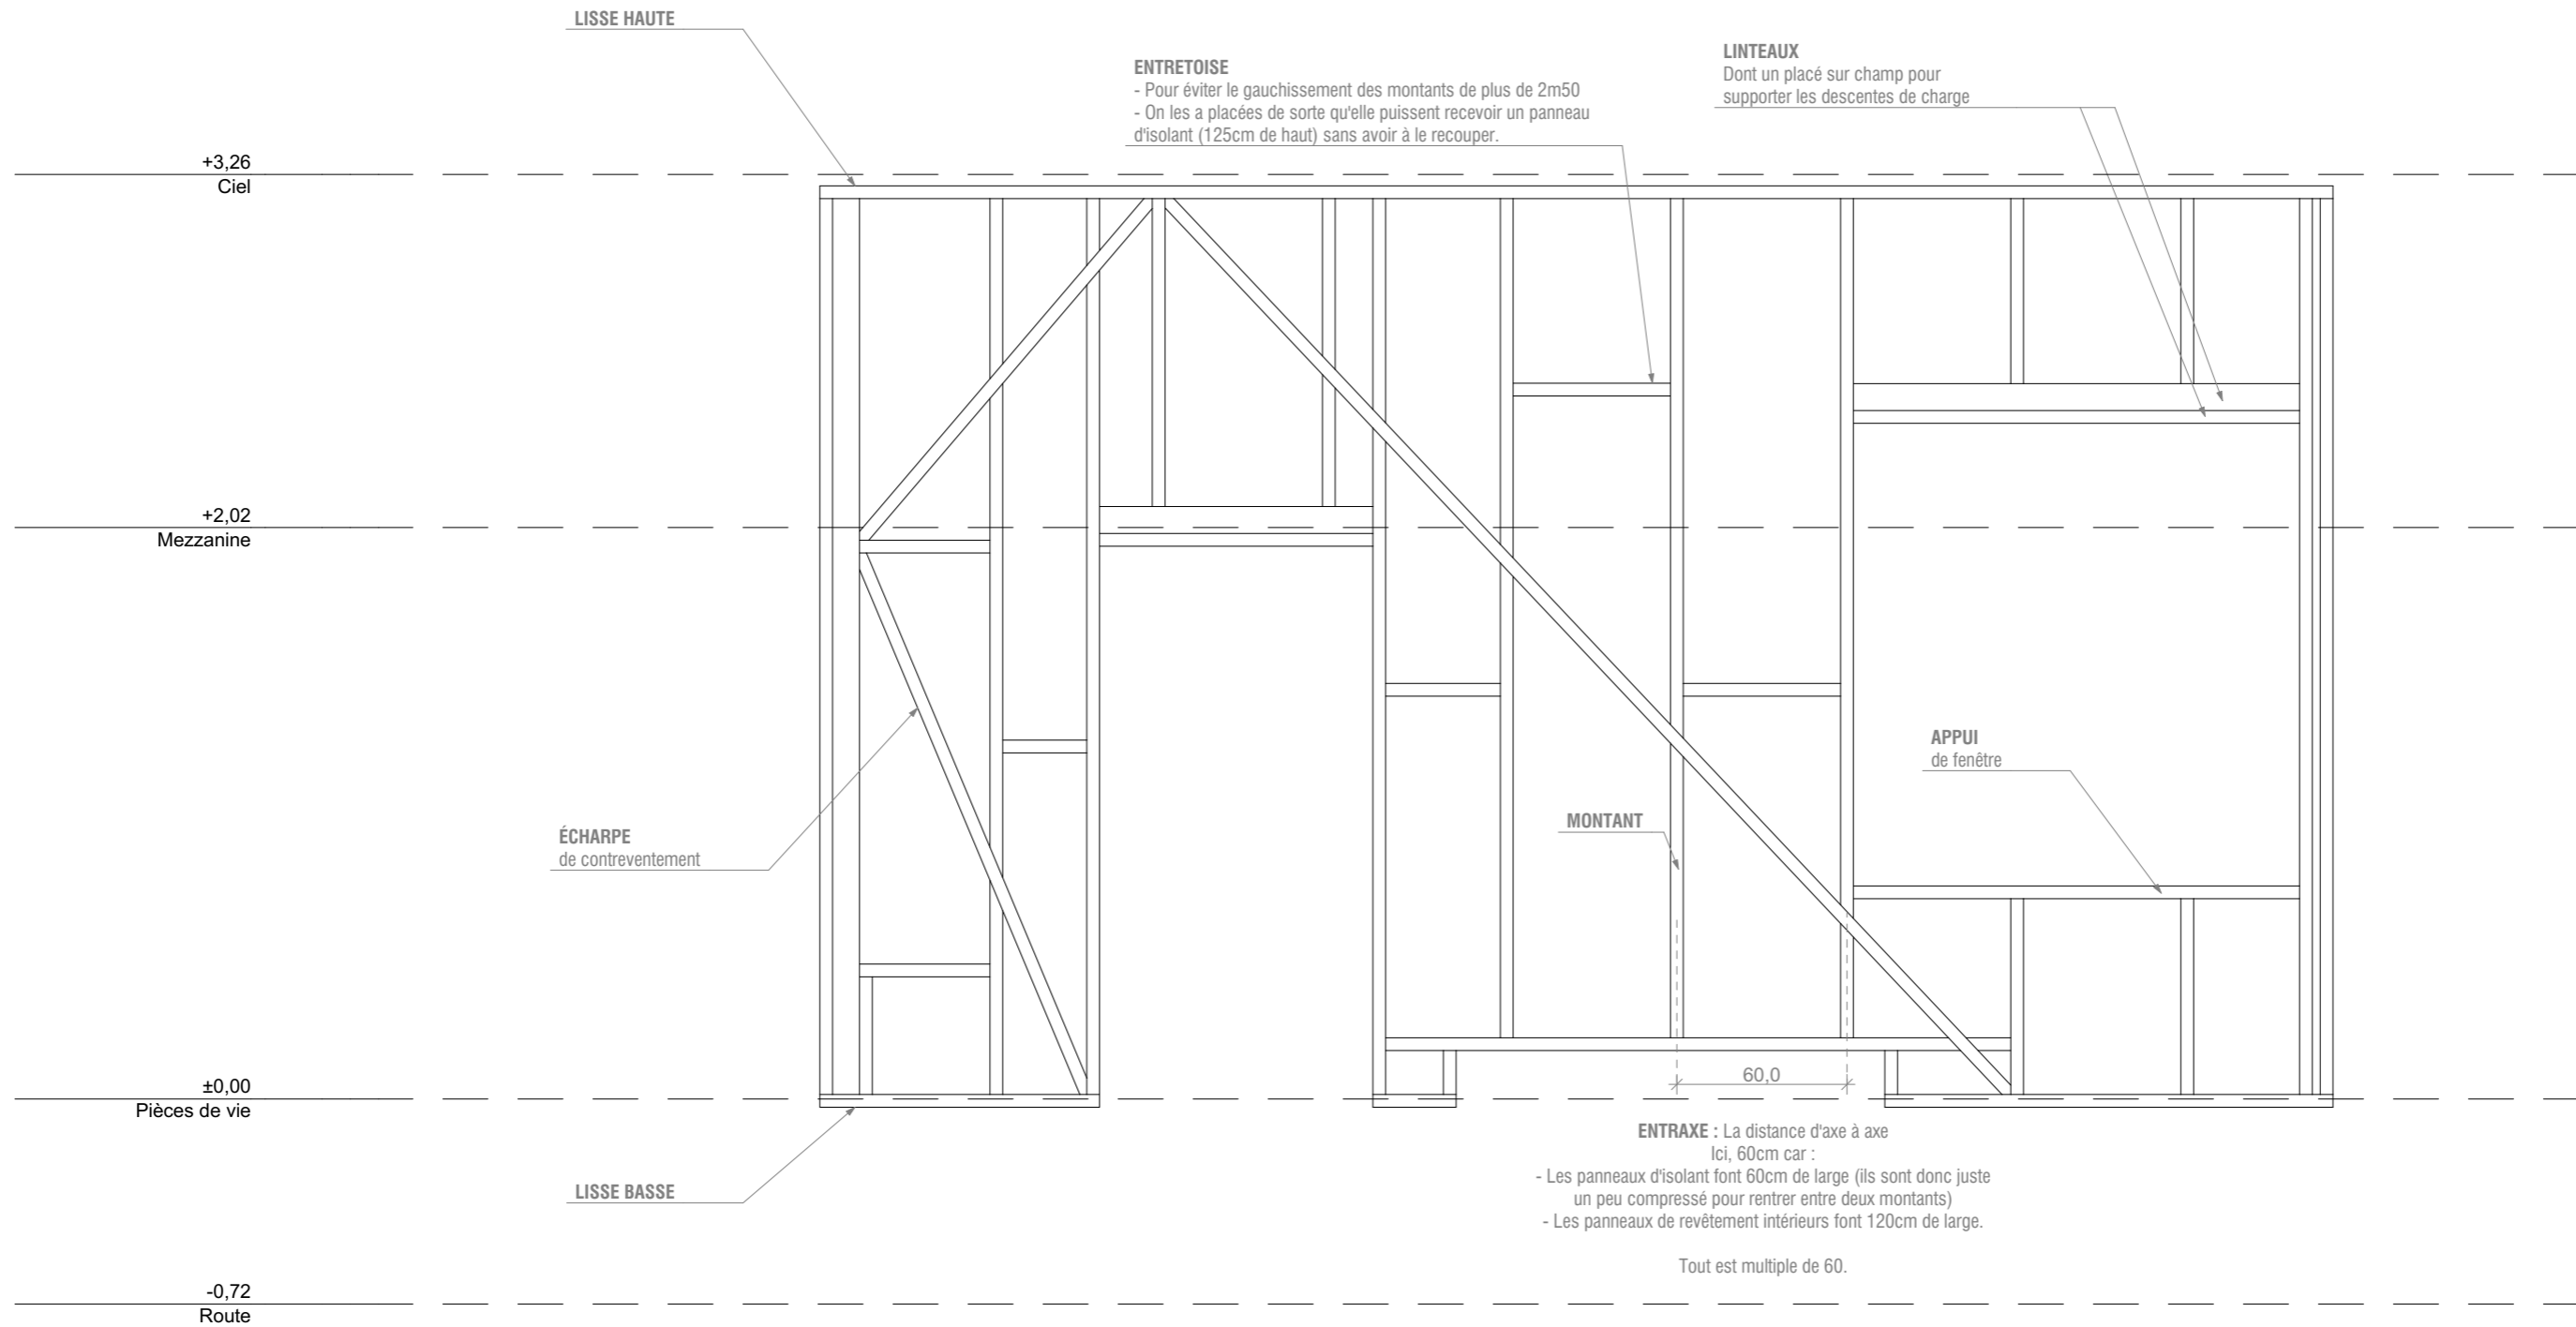 LISSE HAUTE
ENTRETOISE
- Pour éviter le gauchissement des montants de plus de 2m50
- On les a placées de sorte qu'elle puissent recevoir un panneau
d'isolant (125cm de haut) sans avoir à le recouper.
LINTEAUX
Dont un placé sur champ pour
supporter les descentes de charge
+3,26
Ciel
+2,02
Mezzanine
APPUI
de fenêtre
MONTANT
ÉCHARPE
de contreventement
±0,00
Pièces de vie
60,0
ENTRAXE : La distance d'axe à axe
Ici, 60cm car :
- Les panneaux d'isolant font 60cm de large (ils sont donc juste
un peu compressé pour rentrer entre deux montants)
- Les panneaux de revêtement intérieurs font 120cm de large.
Tout est multiple de 60.
LISSE BASSE
-0,72
Route